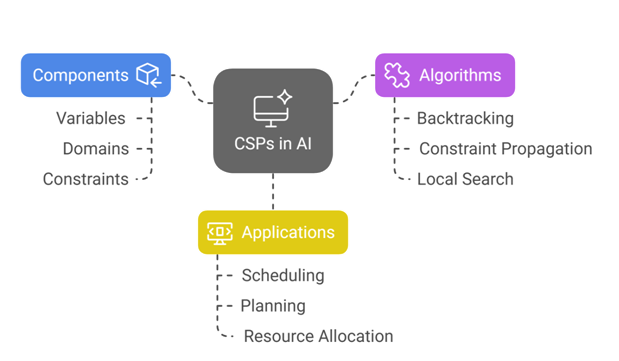 Components
Variables
Domains
Constraints
CSPs in AI
Algorithms
Backtracking
Constraint Propagation
Local Search
Applications
Scheduling
Planning
Resource Allocation